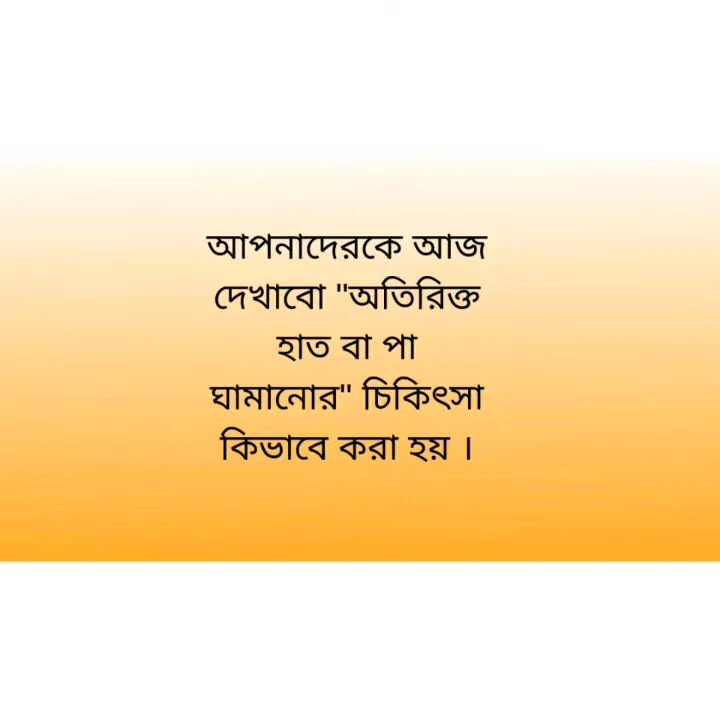 আপনাদেরকে আজ
দেখাবো "অতিরিক্ত
হাত বা পা
ঘামানোর" চিকিৎসা
কিভাবে করা হয় ।